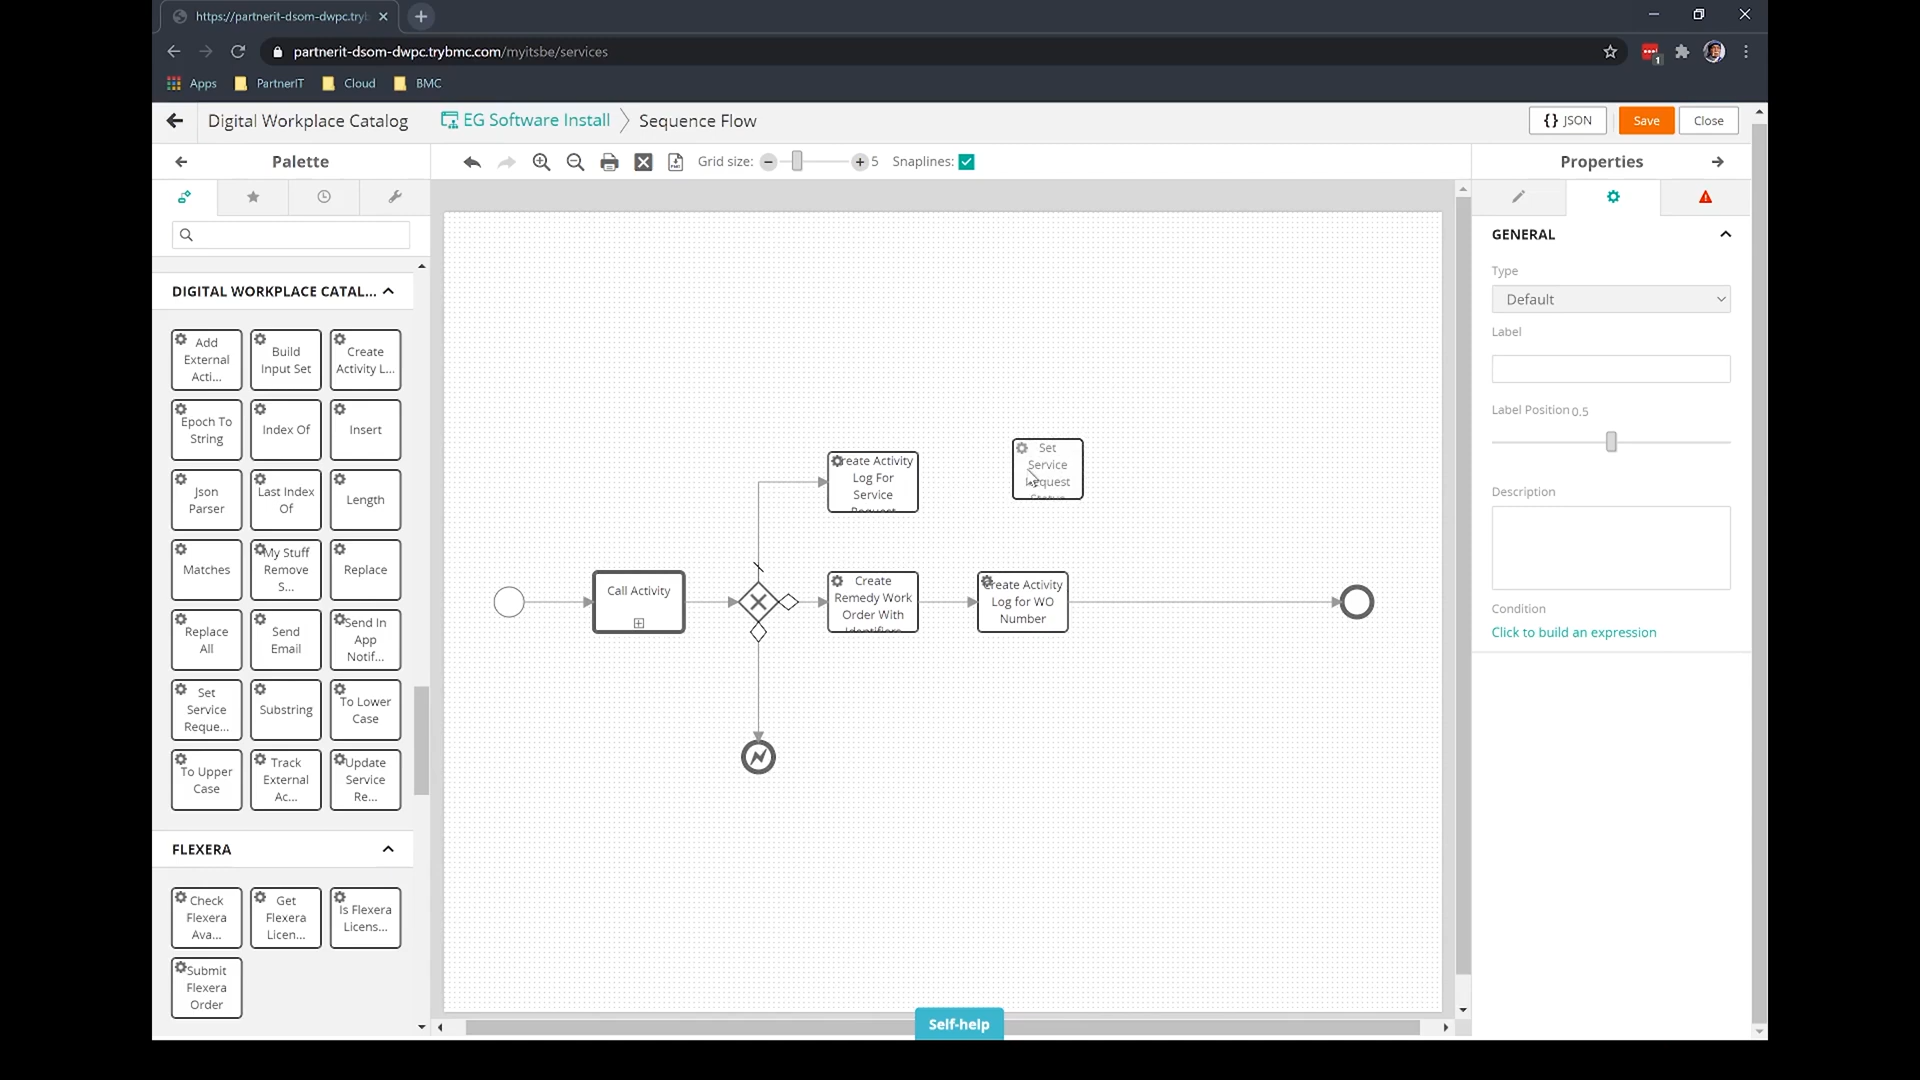 https://partnerit-dsom-dwpc.tryb
partnerit-dsom-dwpc.trybmc.com/myitsbe/services
1
Apps
PartnerIT
Cloud
BMC
Digital Workplace Catalog
EG Software Install
Sequence Flow
{} JSON
Save
Close
Palette
Grid size:
5
Snaplines:
Properties
DIGITAL WORKPLACE CATAL...
Add
External
Acti...
Build
Input Set
Create
Activity L...
Epoch To
String
Index Of
Insert
Json
Parser
Last Index
Of
Length
Matches
My Stuff
Remove
S...
Replace
Replace
All
Send
Email
Send In
App
Notif...
Set
Service
Reque...
Substring
To Lower
Case
To Upper
Case
Track
External
Ac...
Update
Service
Re...
FLEXERA
Check
Flexera
Ava...
Get
Flexera
Licen...
Is Flexera
Licens...
Submit
Flexera
Order
Call Activity
Create Activity
Log For
Service
Request
Set
Service
Request
Status
Create
Remedy Work
Order With
Identifiers
Create Activity
Log for WO
Number
Self-help
GENERAL
Type
Default
Label
Label Position 0.5
Description
Condition
Click to build an expression